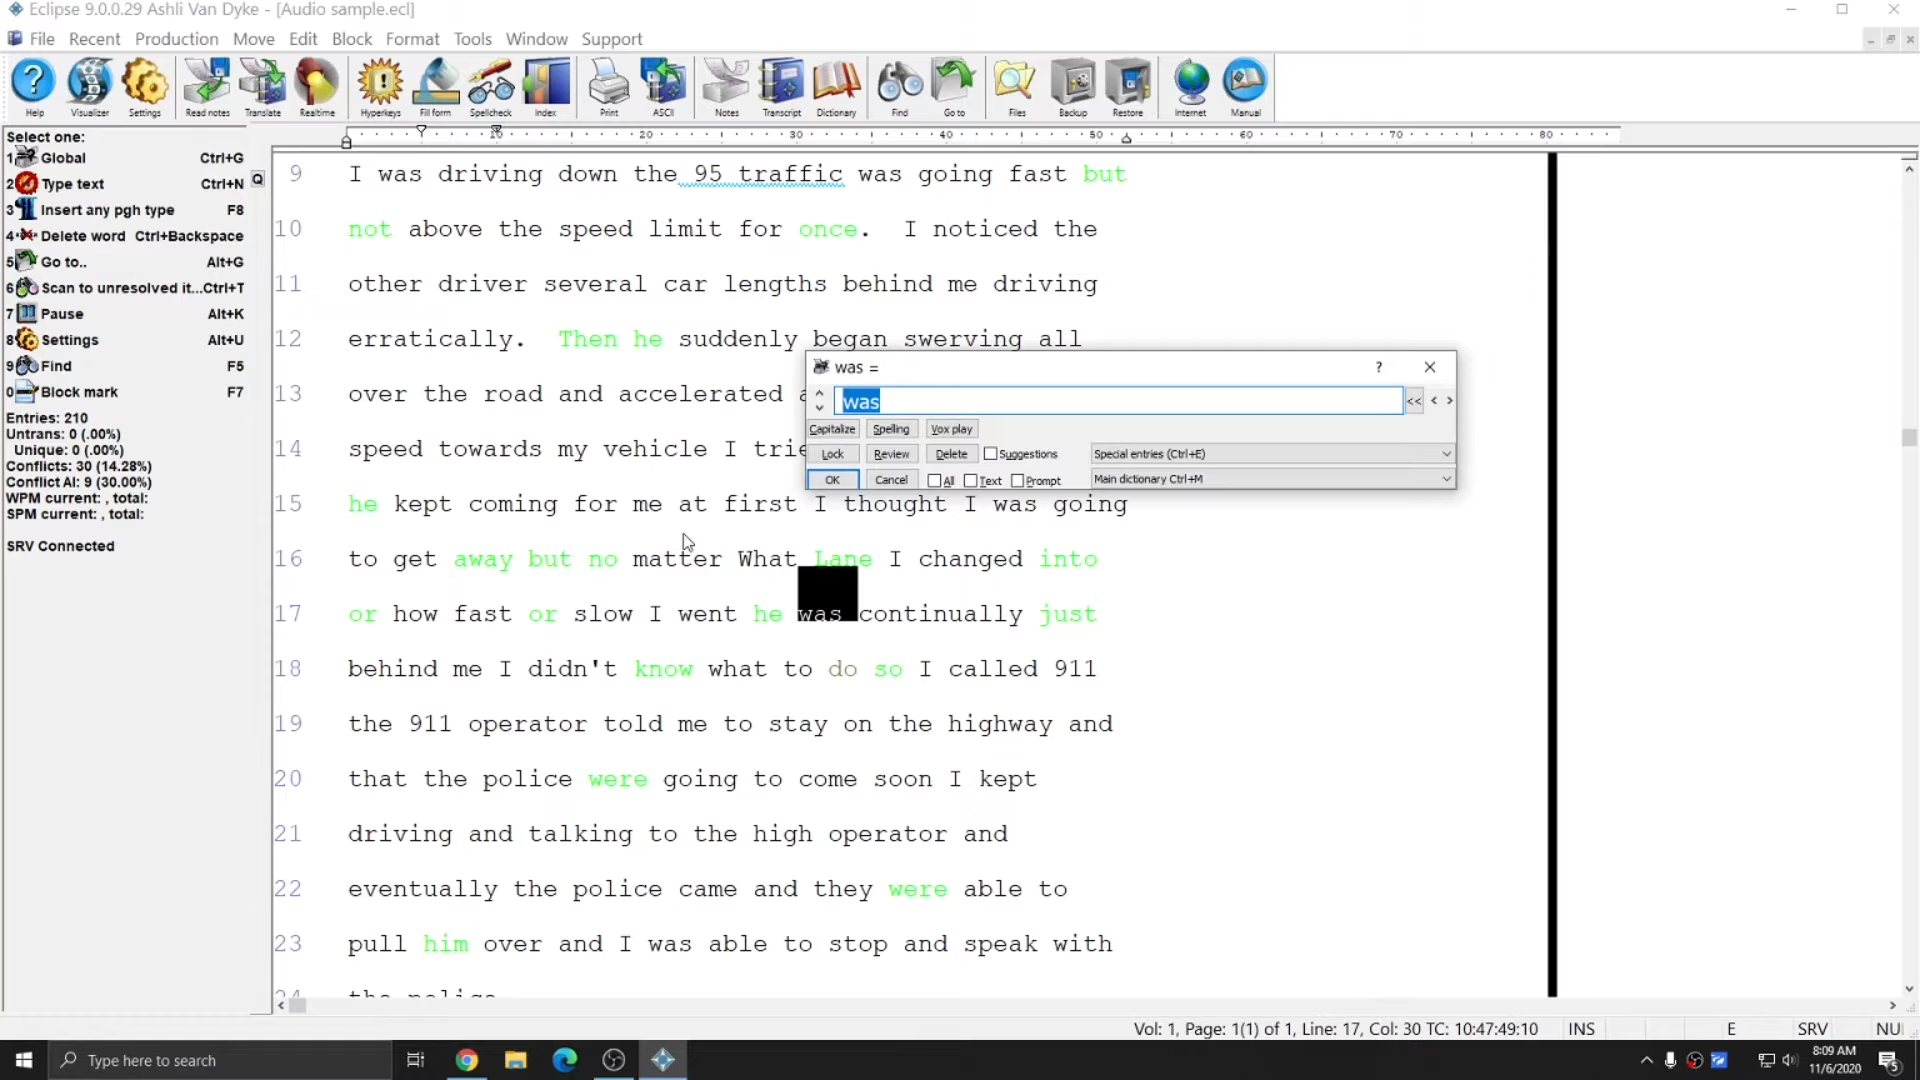 Eclipse 9.0.0.29 Ashli Van Dyke - [Audio sample.ecl]
File Recent Production Move Edit Block Format Tools Window Support
Help Visualizer Settings Read notes Translate Realtime Hyperkeys Fill form Spellcheck Index Print ASCII Notes Transcript Dictionary Find Go to Files Backup Restore Internet Manual
Select one:
1 Global Ctrl+G
2 Type text Ctrl+N
3 Insert any pgh type F8
4 Delete word Ctrl+Backspace
5 Go to.. Alt+G
6 Scan to unresolved it...Ctrl+T
7 Pause Alt+K
8 Settings Alt+U
9 Find F5
0 Block mark F7
Entries: 210
Untrans: 0 (.00%)
Unique: 0 (.00%)
Conflicts: 30 (14.28%)
Conflict AI: 9 (30.00%)
WPM current: , total:
SPM current: , total:
SRV Connected
Q
10 20 30 40 50 60 70 80
9 I was driving down the 95 traffic was going fast but
10 not above the speed limit for once. I noticed the
11 other driver several car lengths behind me driving
12 erratically. Then he suddenly began swerving all
13 over the road and accelerated
14 speed towards my vehicle I
15 he kept coming for me at first I thought I was going
16 to get away but no matter What Lane I changed into
17 or how fast or slow I went he was continually just
18 behind me I didn't know what to do so I called 911
19 the 911 operator told me to stay on the highway and
20 that the police were going to come soon I kept
21 driving and talking to the high operator and
22 eventually the police came and they were able to
23 pull him over and I was able to stop and speak with
was = ?
was << < >
Capitalize Spelling Vox play
Lock Review Delete Suggestions Special entries (Ctrl+E)
OK Cancel All Text Prompt Main dictionary Ctrl+M
Vol: 1, Page: 1(1) of 1, Line: 17, Col: 30 TC: 10:47:49:10 INS E SRV NU
Type here to search
8:09 AM
11/6/2020
5